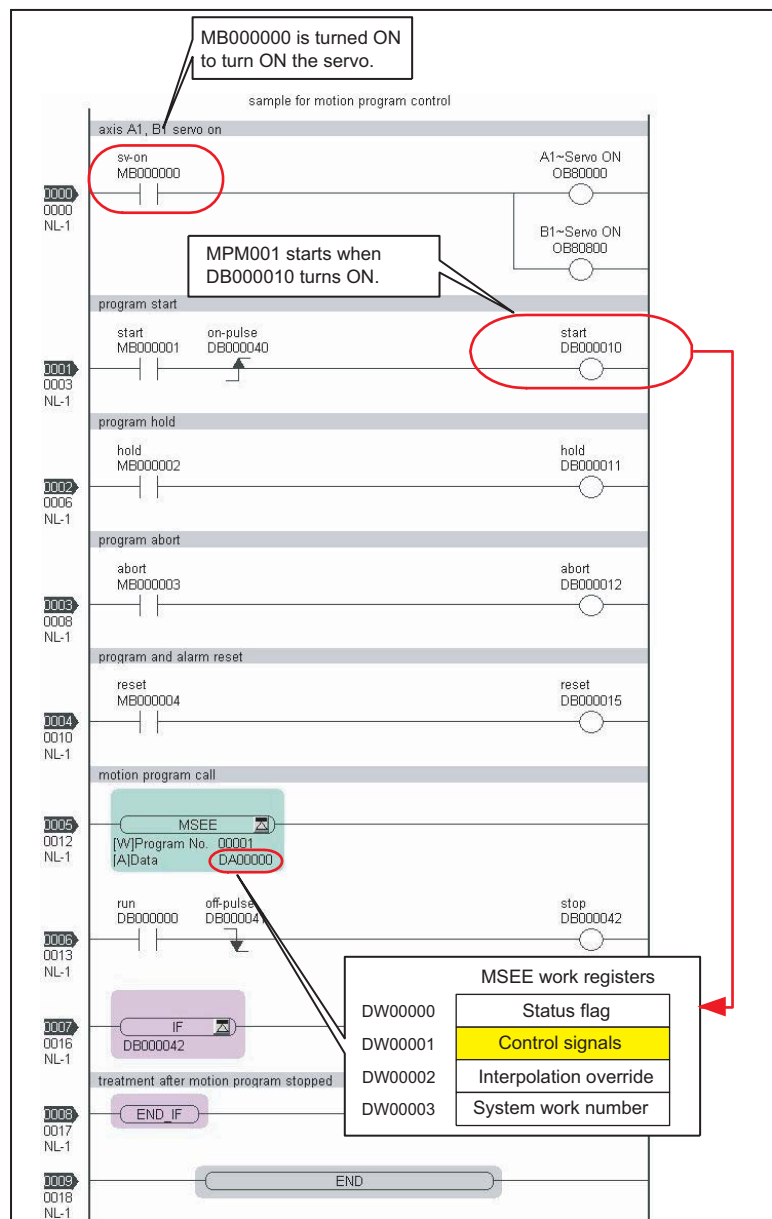 MB000000 is turned ON
to turn ON the servo.
sample for motion program control
axis A1, B1 servo on
sv-on
MB000000
A1~Servo ON
OB80000
0000
0000
NL-1
B1~Servo ON
OB80800
MPM001 starts when
DB000010 turns ON.
program start
start
MB000001
on-pulse
DB000040
start
DB000010
0001
0003
NL-1
program hold
hold
MB000002
hold
DB000011
0002
0006
NL-1
program abort
abort
MB000003
abort
DB000012
0003
0008
NL-1
program and alarm reset
reset
MB000004
reset
DB000015
0004
0010
NL-1
motion program call
0005
0012
NL-1
MSEE
[W]Program No. 00001
[A]Data DA00000
run
DB000000
off-pulse
DB000041
stop
DB000042
0006
0013
NL-1
MSEE work registers
DW00000 Status flag
DW00001 Control signals
DW00002 Interpolation override
DW00003 System work number
0007
0016
NL-1
IF
DB000042
treatment after motion program stopped
0008
0017
NL-1
END_IF
0009
0018
NL-1
END